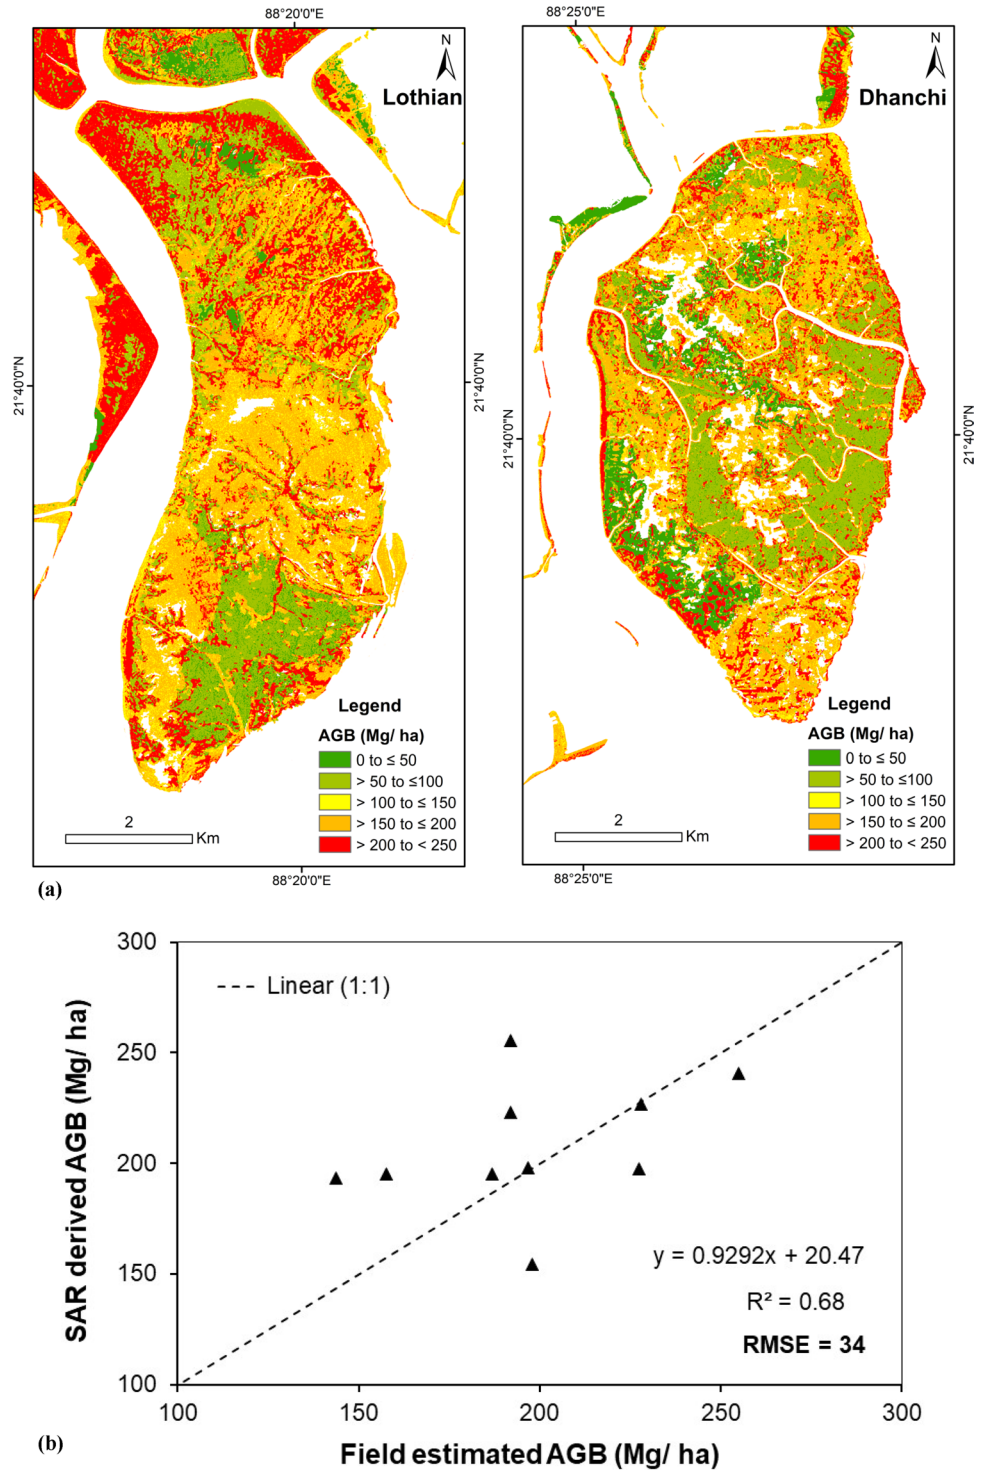 88°20'0"E
N
Lothian
21°40'0"N
21°40'0"N
Legend
AGB (Mg/ ha)
0 to ≤ 50
> 50 to ≤100
> 100 to ≤ 150
> 150 to ≤ 200
> 200 to < 250
2
Km
88°20'0"E
88°25'0"E
N
Dhanchi
21°40'0"N
21°40'0"N
Legend
AGB (Mg/ ha)
0 to ≤ 50
> 50 to ≤100
> 100 to ≤ 150
> 150 to ≤ 200
> 200 to < 250
2
Km
88°25'0"E
(a)
SAR derived AGB (Mg/ ha)
300
250
200
150
100
Linear (1:1)
y = 0.9292x + 20.47
R² = 0.68
RMSE = 34
100 150 200 250 300
Field estimated AGB (Mg/ ha)
(b)